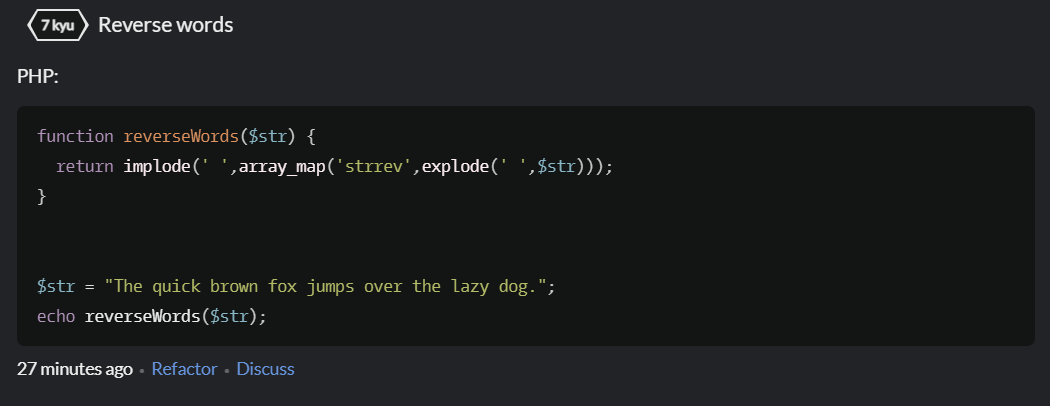 7 kyu Reverse words
PHP:
function reverseWords($str) {
  return implode(' ',array_map('strrev',explode(' ',$str)));
}
$str = "The quick brown fox jumps over the lazy dog.";
echo reverseWords($str);
27 minutes ago • Refactor • Discuss